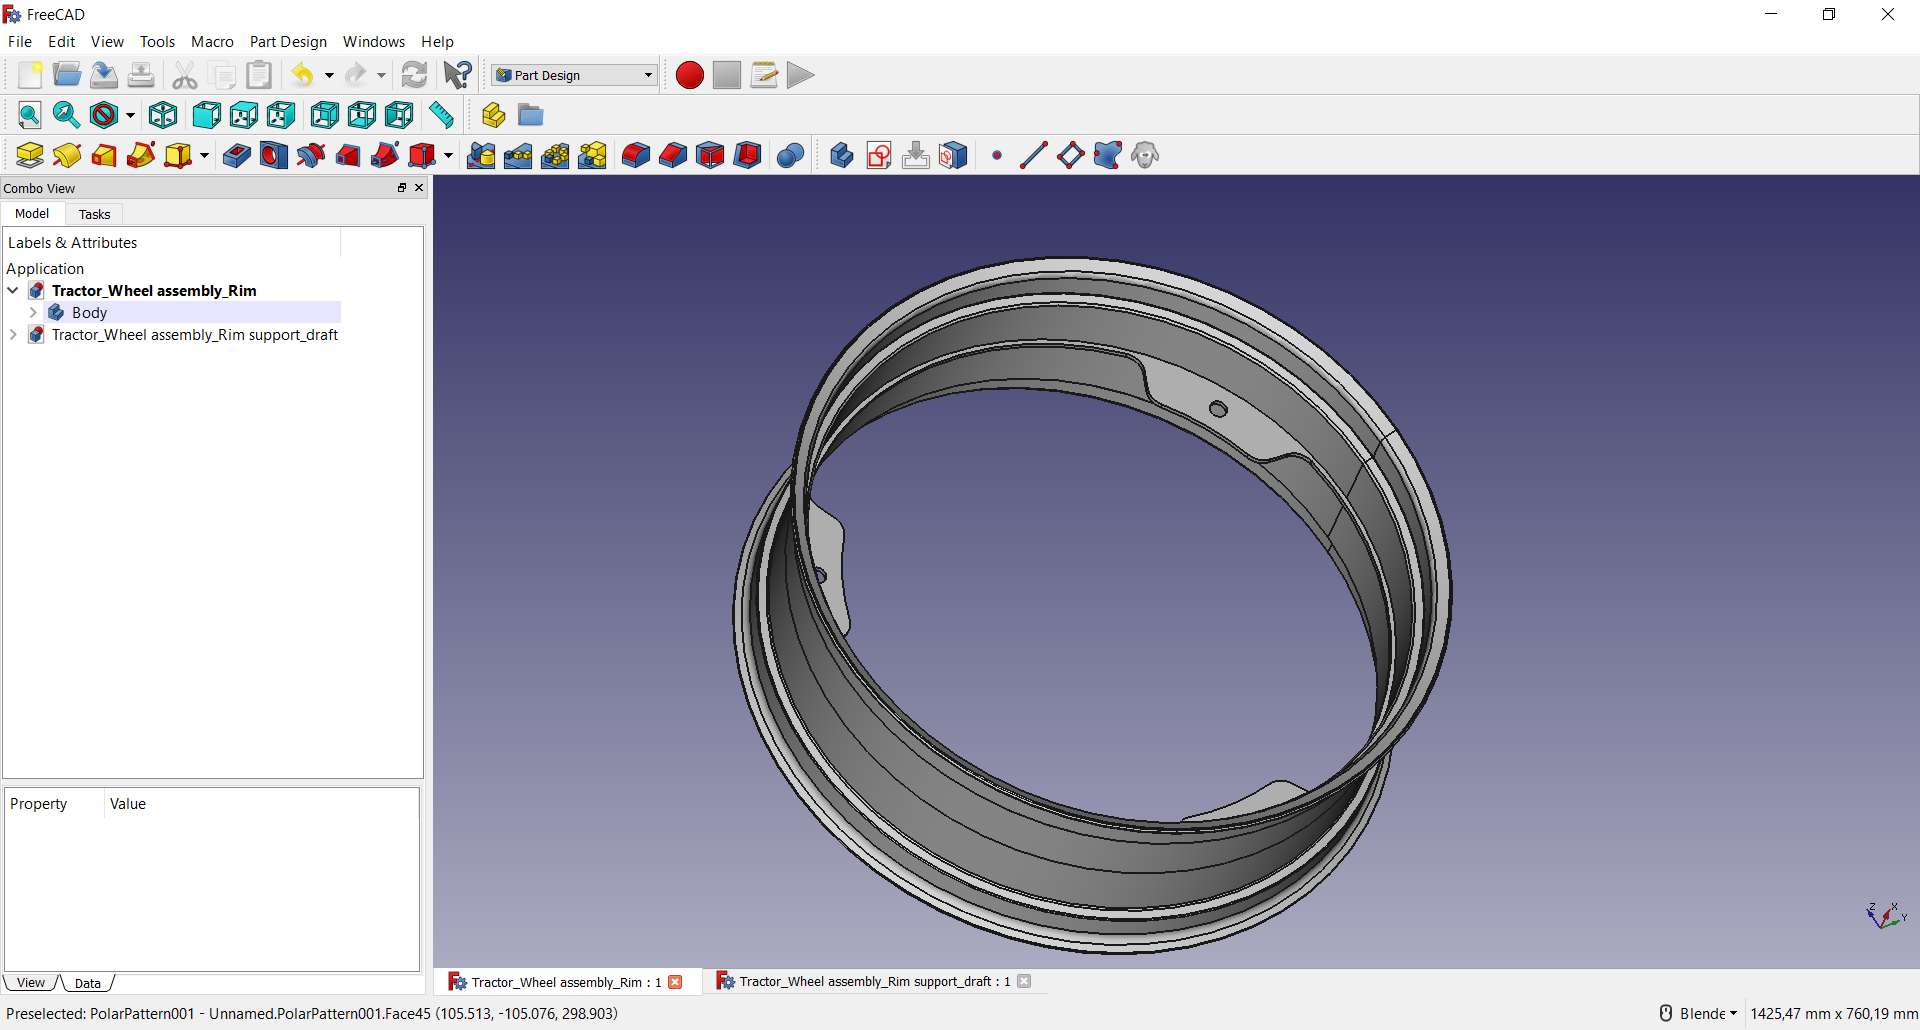 FreeCAD
File Edit View Tools Macro Part Design Windows Help
Part Design
Combo View
Model Tasks
Labels & Attributes
Application
Tractor_Wheel assembly_Rim
Body
Tractor_Wheel assembly_Rim support_draft
Property Value
View Data
Z X Y
Tractor_Wheel assembly_Rim : 1
Tractor_Wheel assembly_Rim support_draft : 1
Preselected: PolarPattern001 - Unnamed.PolarPattern001.Face45 (105.513, -105.076, 298.903)
Blende 1425,47 mm x 760,19 mm